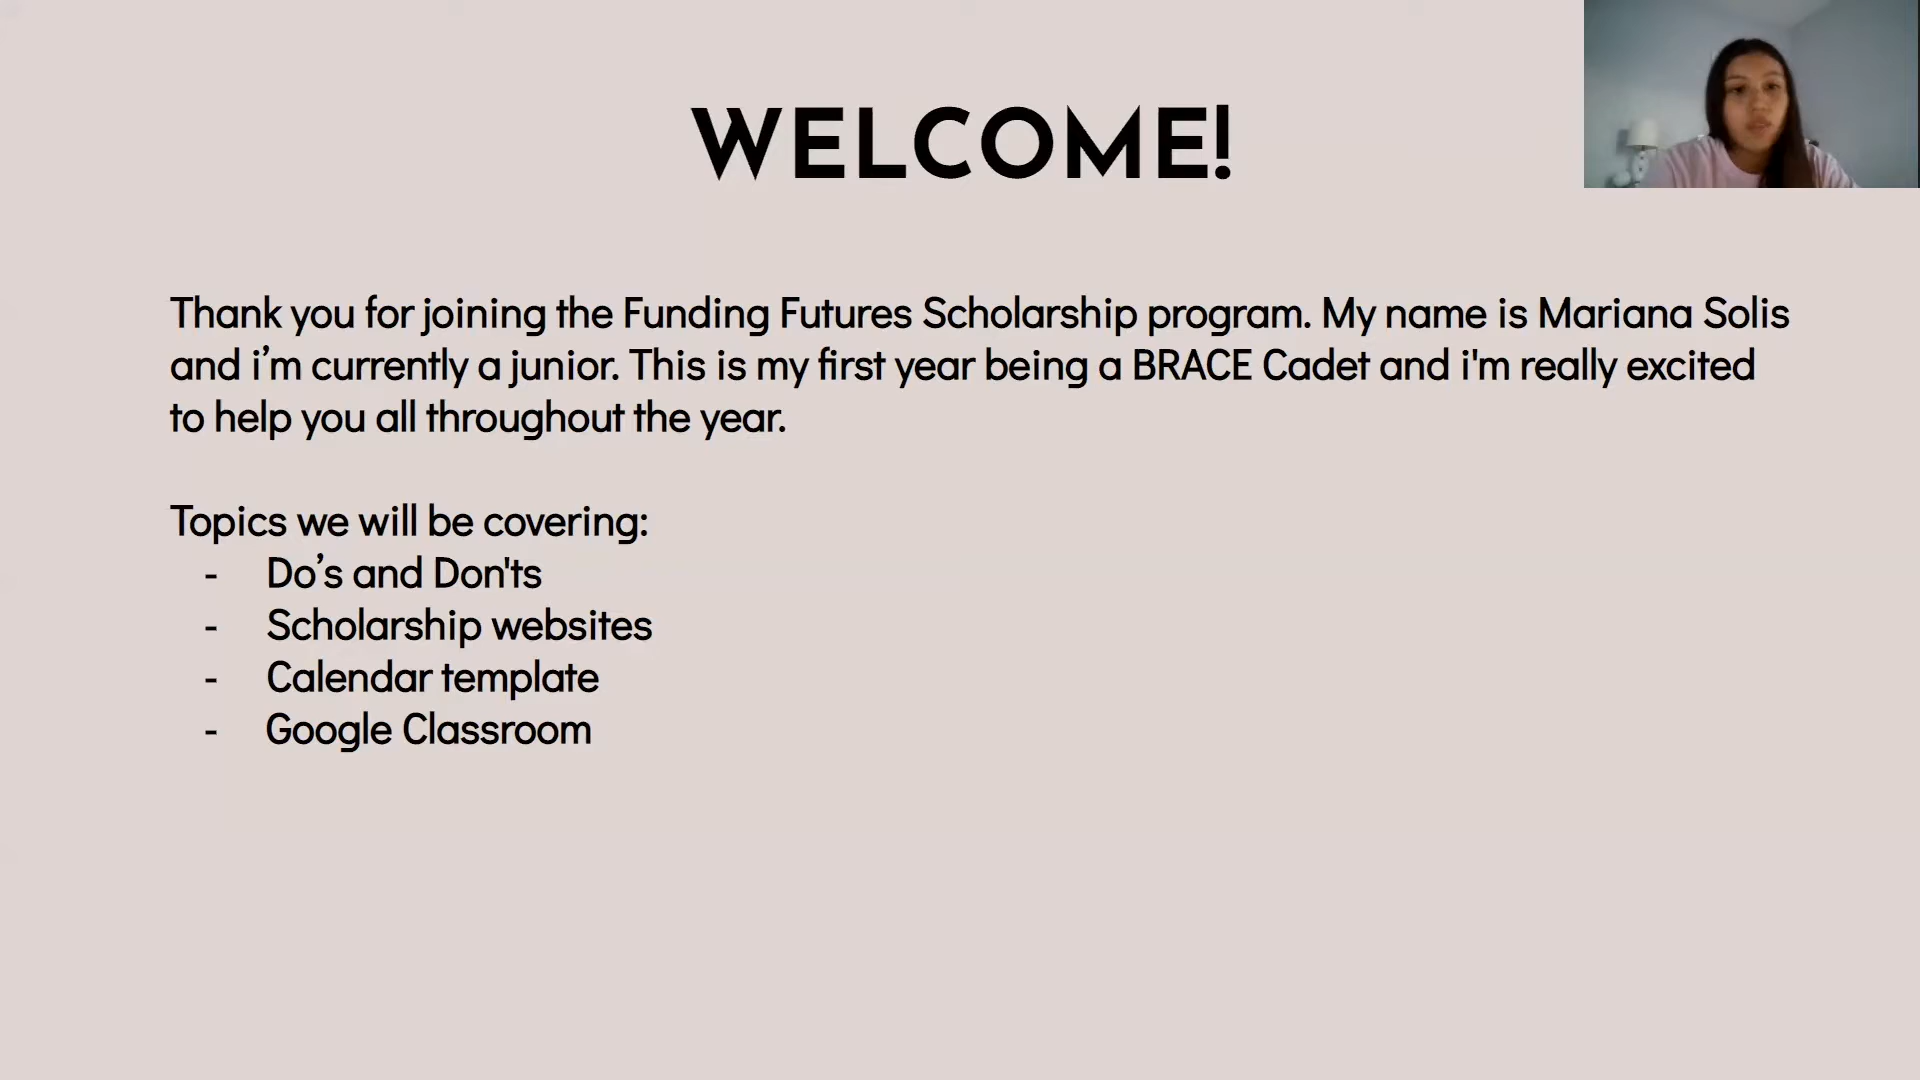 WELCOME!
Thank you for joining the Funding Futures Scholarship program. My name is Mariana Solis
and i’m currently a junior. This is my first year being a BRACE Cadet and i'm really excited
to help you all throughout the year.
Topics we will be covering:
- Do’s and Don'ts
- Scholarship websites
- Calendar template
- Google Classroom